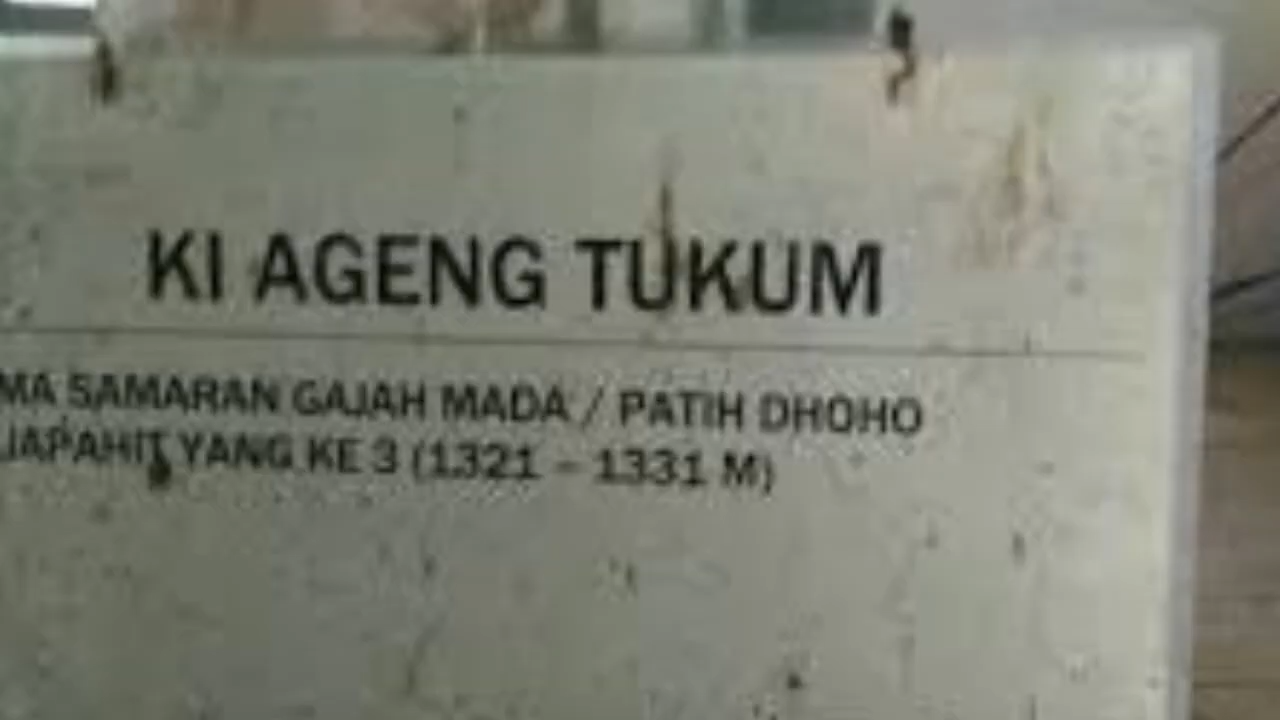 KI AGENG TUKUM
MA SAMARAN GAJAH MADA / PATIH DHOHO
JAPAHIT YANG KE 3 (1321 - 1331 M)